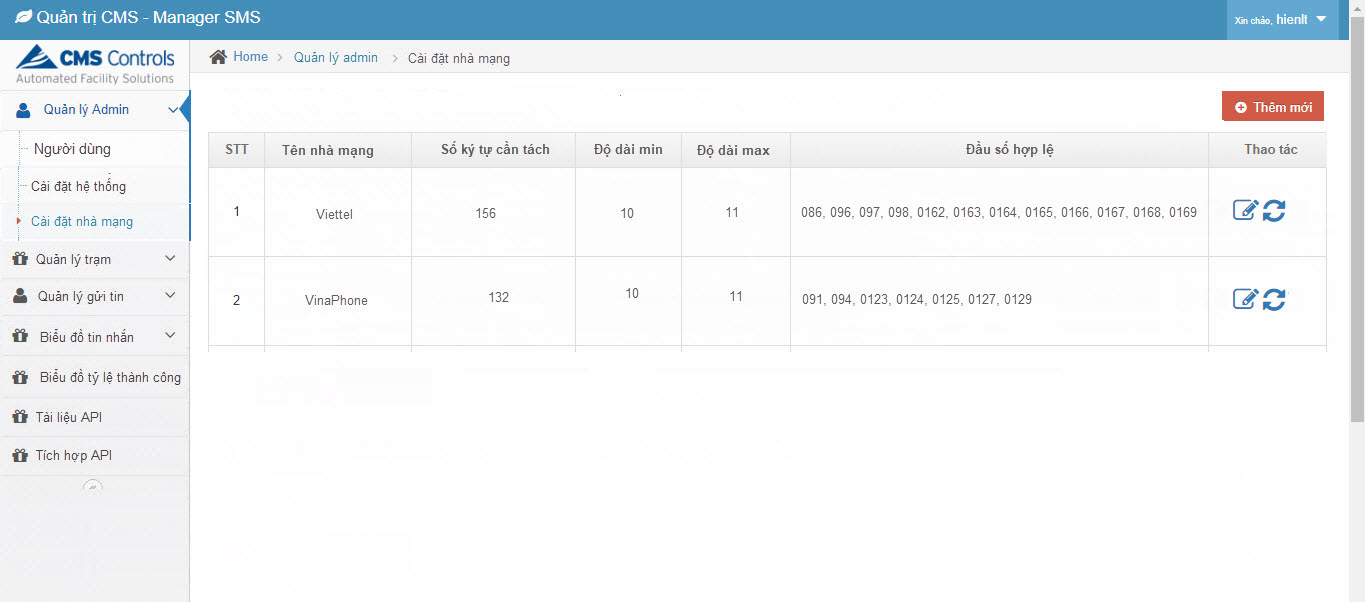 Quản trị CMS - Manager SMS
Xin chào, hienlt
CMS Controls
Automated Facility Solutions
Home > Quản lý admin > Cài đặt nhà mạng
Quản lý Admin
Người dùng
Cài đặt hệ thống
Cài đặt nhà mạng
Quản lý trạm
Quản lý gửi tin
Biểu đồ tin nhắn
Biểu đồ tỷ lệ thành công
Tài liệu API
Tích hợp API
Thêm mới
STT Tên nhà mạng Số ký tự cần tách Độ dài min Độ dài max Đầu số hợp lệ Thao tác
1 Viettel 156 10 11 086, 096, 097, 098, 0162, 0163, 0164, 0165, 0166, 0167, 0168, 0169
2 VinaPhone 132 10 11 091, 094, 0123, 0124, 0125, 0127, 0129